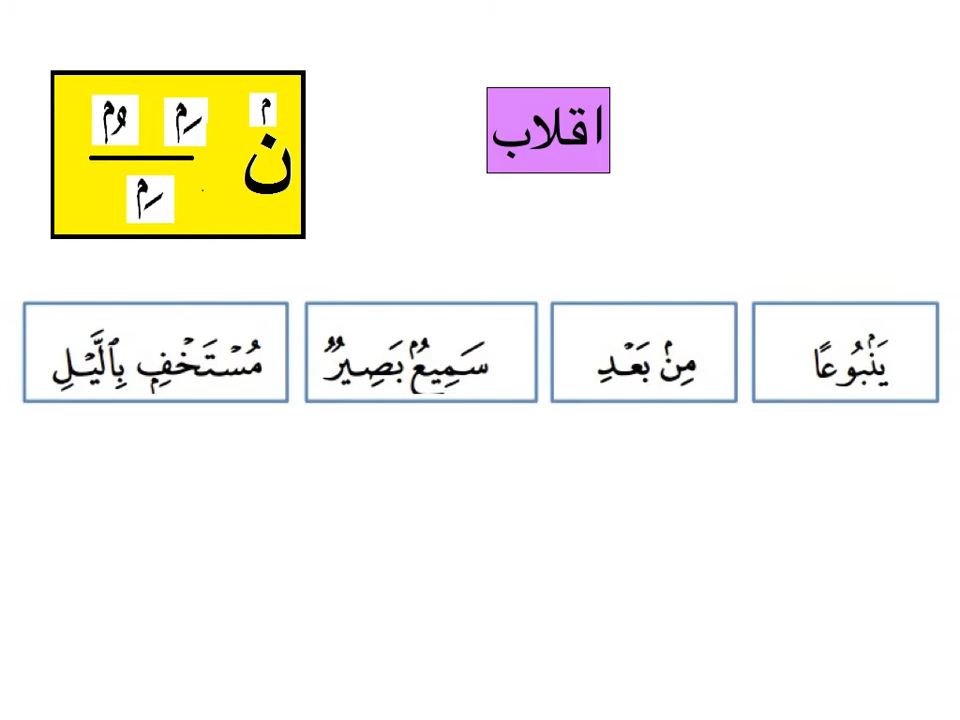 اقلاب
نۢ ◌َۢ ◌ُۢ
◌ِۢ
يَنۢبُوعًا
مِنۢ بَعۡدِ
سَمِيعُۢ بَصِيرٞ
مُسۡتَخۡفِۭ بِٱلَّيۡلِ